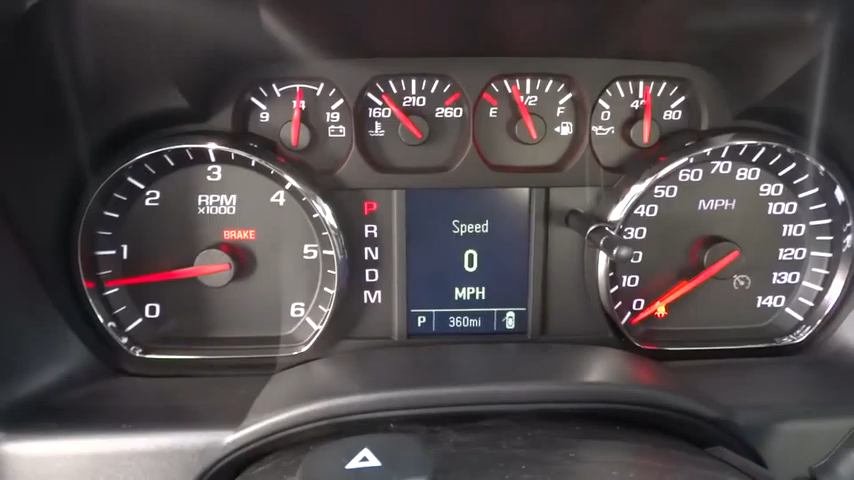 9 14 19
160 210 260
E 1/2 F
0 40 80
RPM
x1000
0 1 2 3 4 5 6
BRAKE
P
R
N
D
M
Speed
0
MPH
P 360mi
MPH
0 10 30 40 50 60 70 80 90 100 110 120 130 140